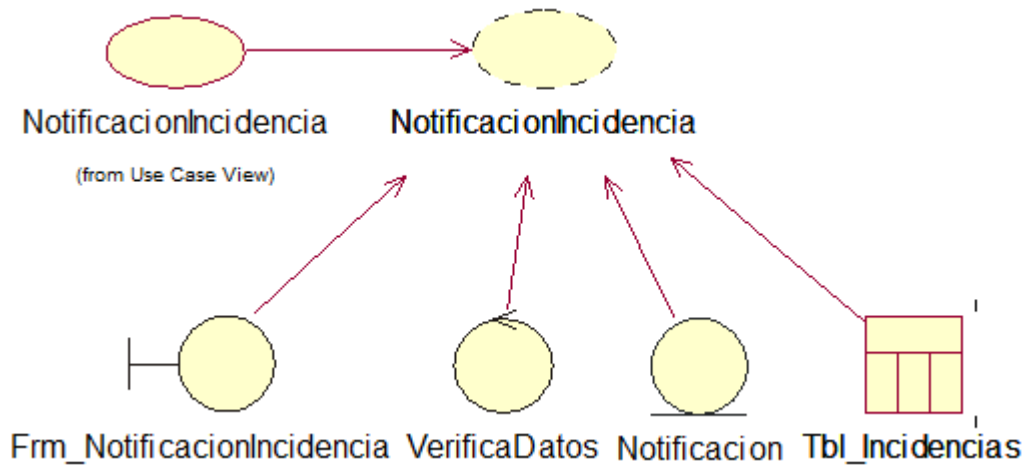 NotificacionIncidencia
NotificacionIncidencia
(from Use Case View)
Frm_NotificacionIncidencia
VerificaDatos
Notificacion
Tbl_Incidencias